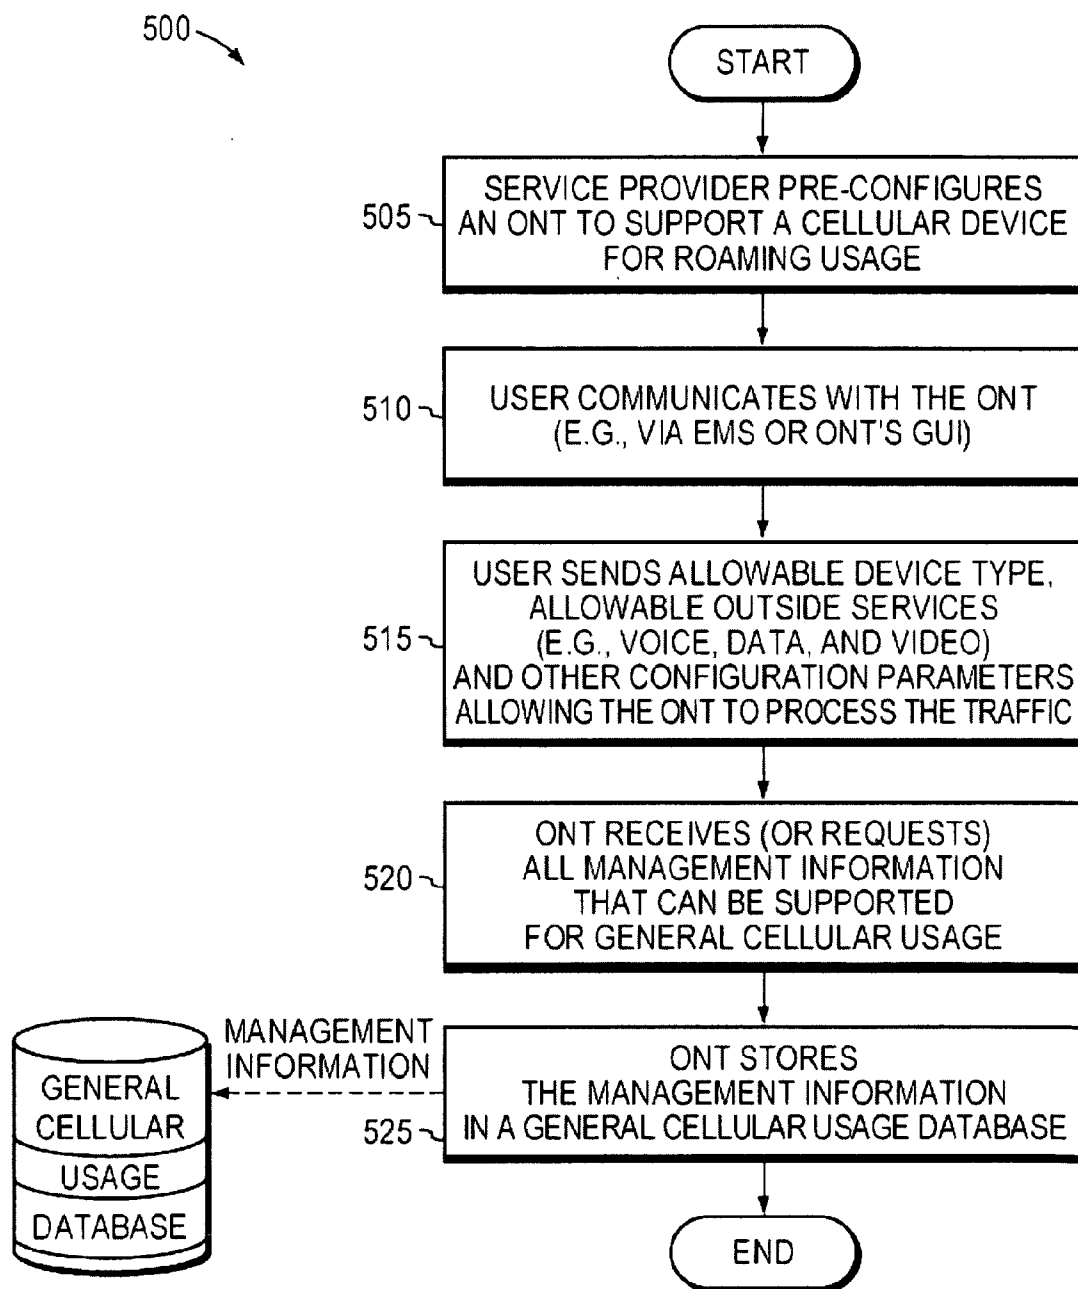 500
START
505
SERVICE PROVIDER PRE-CONFIGURES
AN ONT TO SUPPORT A CELLULAR DEVICE
FOR ROAMING USAGE
510
USER COMMUNICATES WITH THE ONT
(E.G., VIA EMS OR ONT'S GUI)
515
USER SENDS ALLOWABLE DEVICE TYPE,
ALLOWABLE OUTSIDE SERVICES
(E.G., VOICE, DATA, AND VIDEO)
AND OTHER CONFIGURATION PARAMETERS
ALLOWING THE ONT TO PROCESS THE TRAFFIC
520
ONT RECEIVES (OR REQUESTS)
ALL MANAGEMENT INFORMATION
THAT CAN BE SUPPORTED
FOR GENERAL CELLULAR USAGE
525
ONT STORES
THE MANAGEMENT INFORMATION
IN A GENERAL CELLULAR USAGE DATABASE
MANAGEMENT
INFORMATION
GENERAL
CELLULAR
USAGE
DATABASE
END